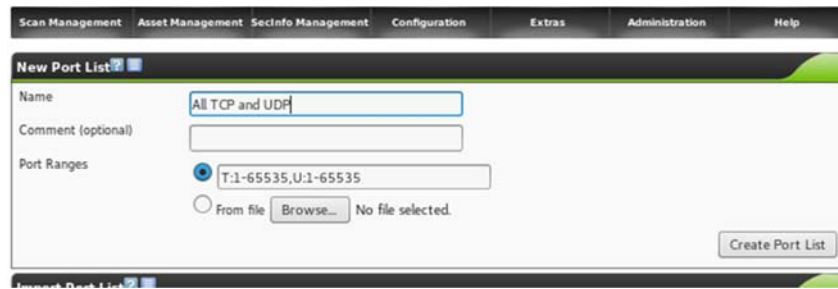 Scan Management Asset Management SecInfo Management Configuration Extras Administration Help
New Port List?
Name All TCP and UDP
Comment (optional)
Port Ranges T:1-65535,U:1-65535
From file Browse... No file selected.
Create Port List
Import Port List?